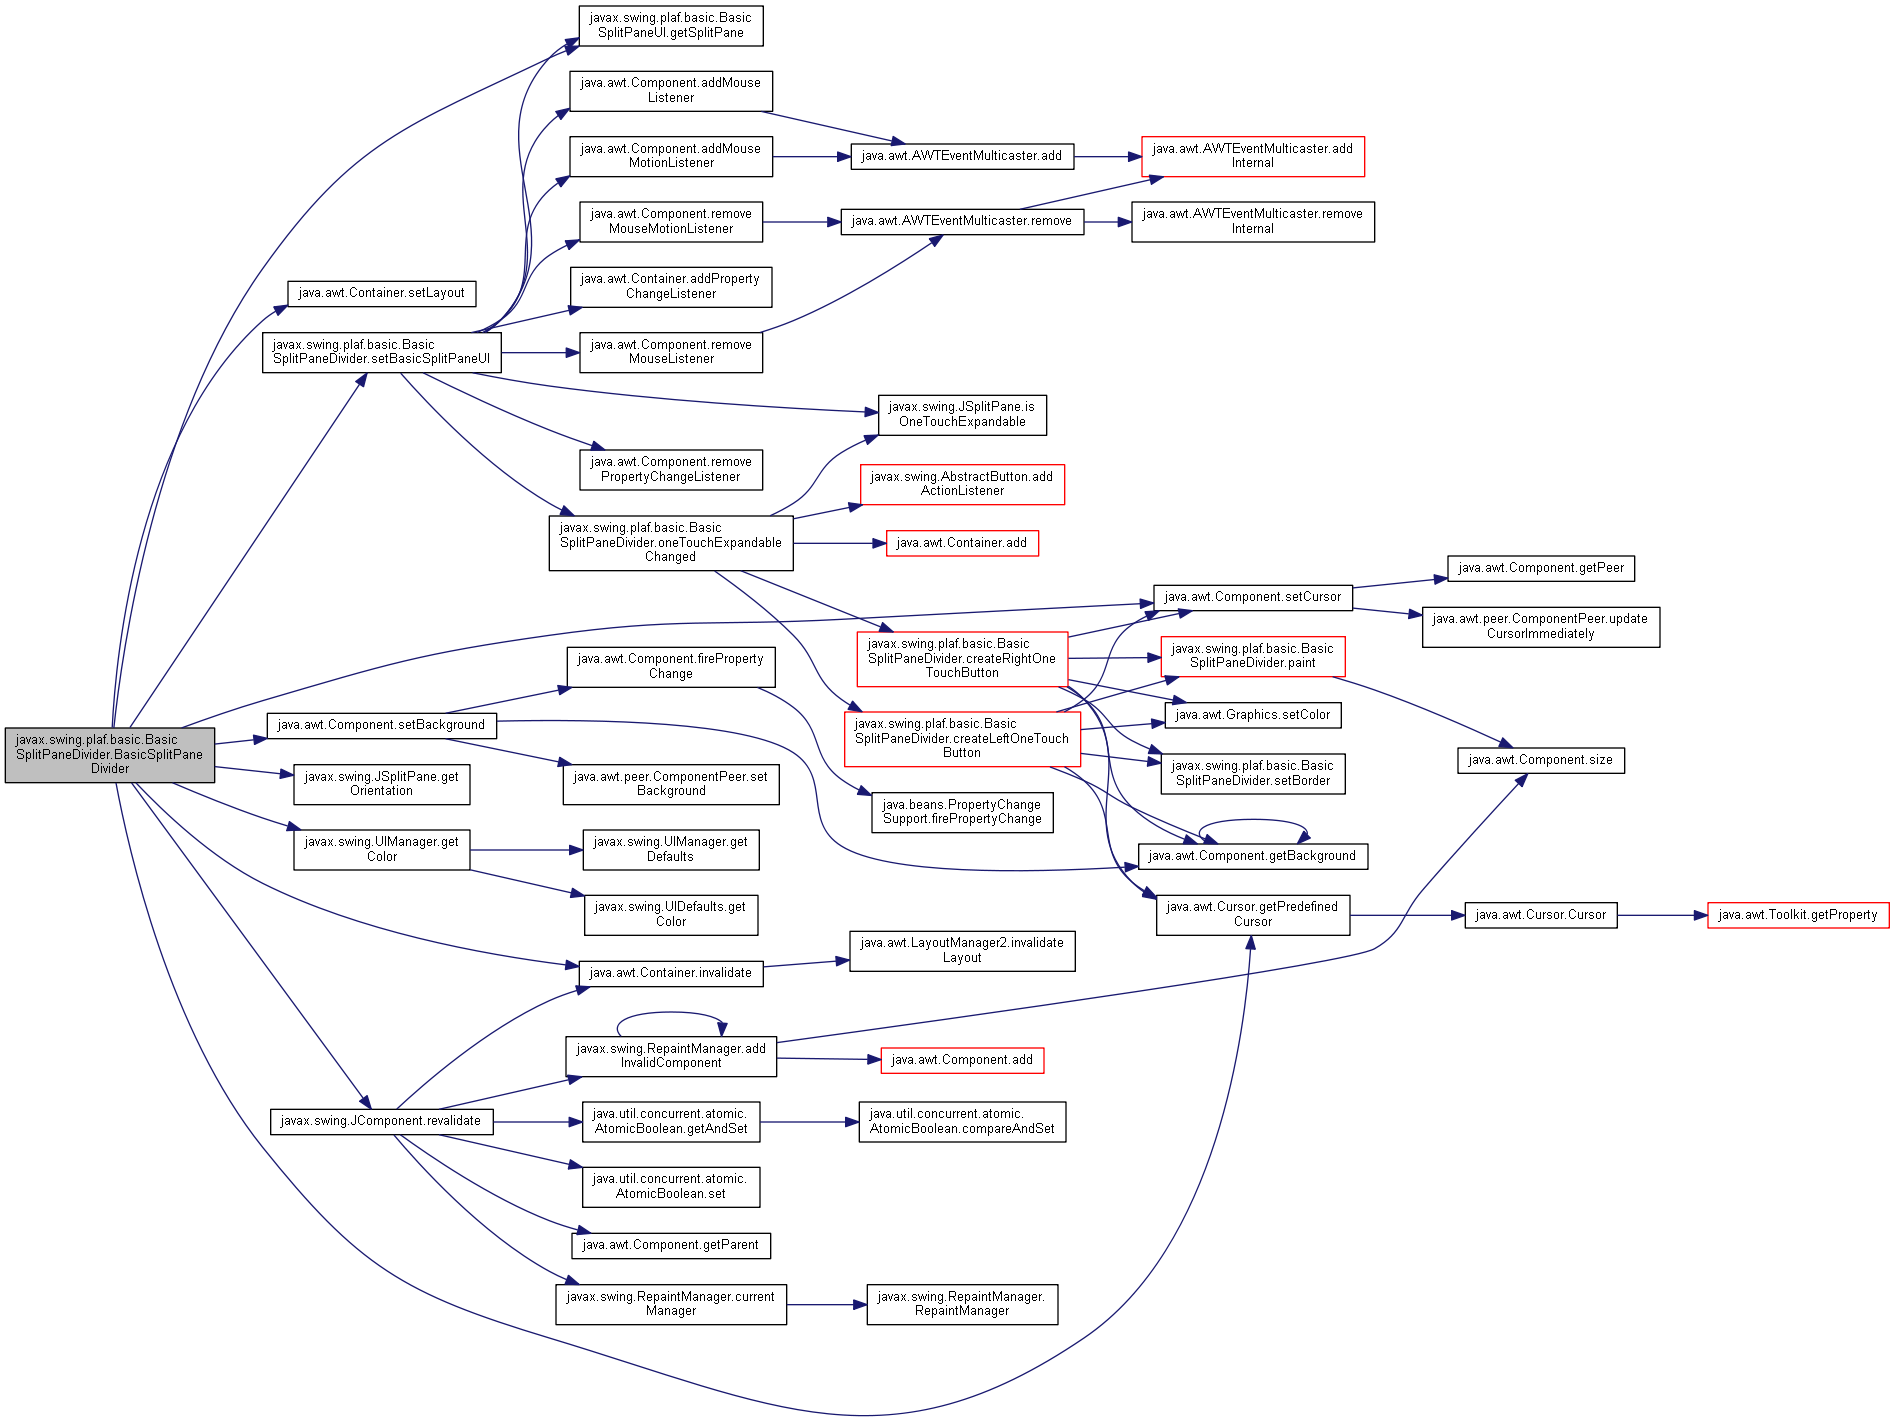 javax.swing.plaf.basic.Basic
SplitPaneUI.getSplitPane
java.awt.Component.addMouse
Listener
java.awt.Component.addMouse
MotionListener
java.awt.AWTEventMulticaster.add
java.awt.AWTEventMulticaster.add
Internal
java.awt.Component.remove
MouseMotionListener
java.awt.AWTEventMulticaster.remove
java.awt.AWTEventMulticaster.remove
Internal
java.awt.Container.setLayout
java.awt.Container.addProperty
ChangeListener
javax.swing.plaf.basic.Basic
SplitPaneDivider.setBasicSplitPaneUI
java.awt.Component.remove
MouseListener
javax.swing.JSplitPane.is
OneTouchExpandable
java.awt.Component.remove
PropertyChangeListener
javax.swing.AbstractButton.add
ActionListener
javax.swing.plaf.basic.Basic
SplitPaneDivider.oneTouchExpandable
Changed
java.awt.Container.add
java.awt.Component.getPeer
java.awt.Component.setCursor
java.awt.peer.ComponentPeer.update
CursorImmediately
javax.swing.plaf.basic.Basic
SplitPaneDivider.createRightOne
TouchButton
javax.swing.plaf.basic.Basic
SplitPaneDivider.paint
java.awt.Component.fireProperty
Change
java.awt.Component.setBackground
java.awt.Graphics.setColor
javax.swing.plaf.basic.Basic
SplitPaneDivider.createLeftOneTouch
Button
javax.swing.plaf.basic.Basic
SplitPaneDivider.BasicSplitPane
Divider
java.awt.Component.size
javax.swing.plaf.basic.Basic
SplitPaneDivider.setBorder
javax.swing.JSplitPane.get
Orientation
java.awt.peer.ComponentPeer.set
Background
java.beans.PropertyChange
Support.firePropertyChange
javax.swing.UIManager.get
Color
javax.swing.UIManager.get
Defaults
java.awt.Component.getBackground
javax.swing.UIDefaults.get
Color
java.awt.Cursor.getPredefined
Cursor
java.awt.Cursor.Cursor
java.awt.Toolkit.getProperty
java.awt.LayoutManager2.invalidate
Layout
java.awt.Container.invalidate
javax.swing.RepaintManager.add
InvalidComponent
java.awt.Component.add
javax.swing.JComponent.revalidate
java.util.concurrent.atomic.
AtomicBoolean.getAndSet
java.util.concurrent.atomic.
AtomicBoolean.compareAndSet
java.util.concurrent.atomic.
AtomicBoolean.set
java.awt.Component.getParent
javax.swing.RepaintManager.current
Manager
javax.swing.RepaintManager.
RepaintManager